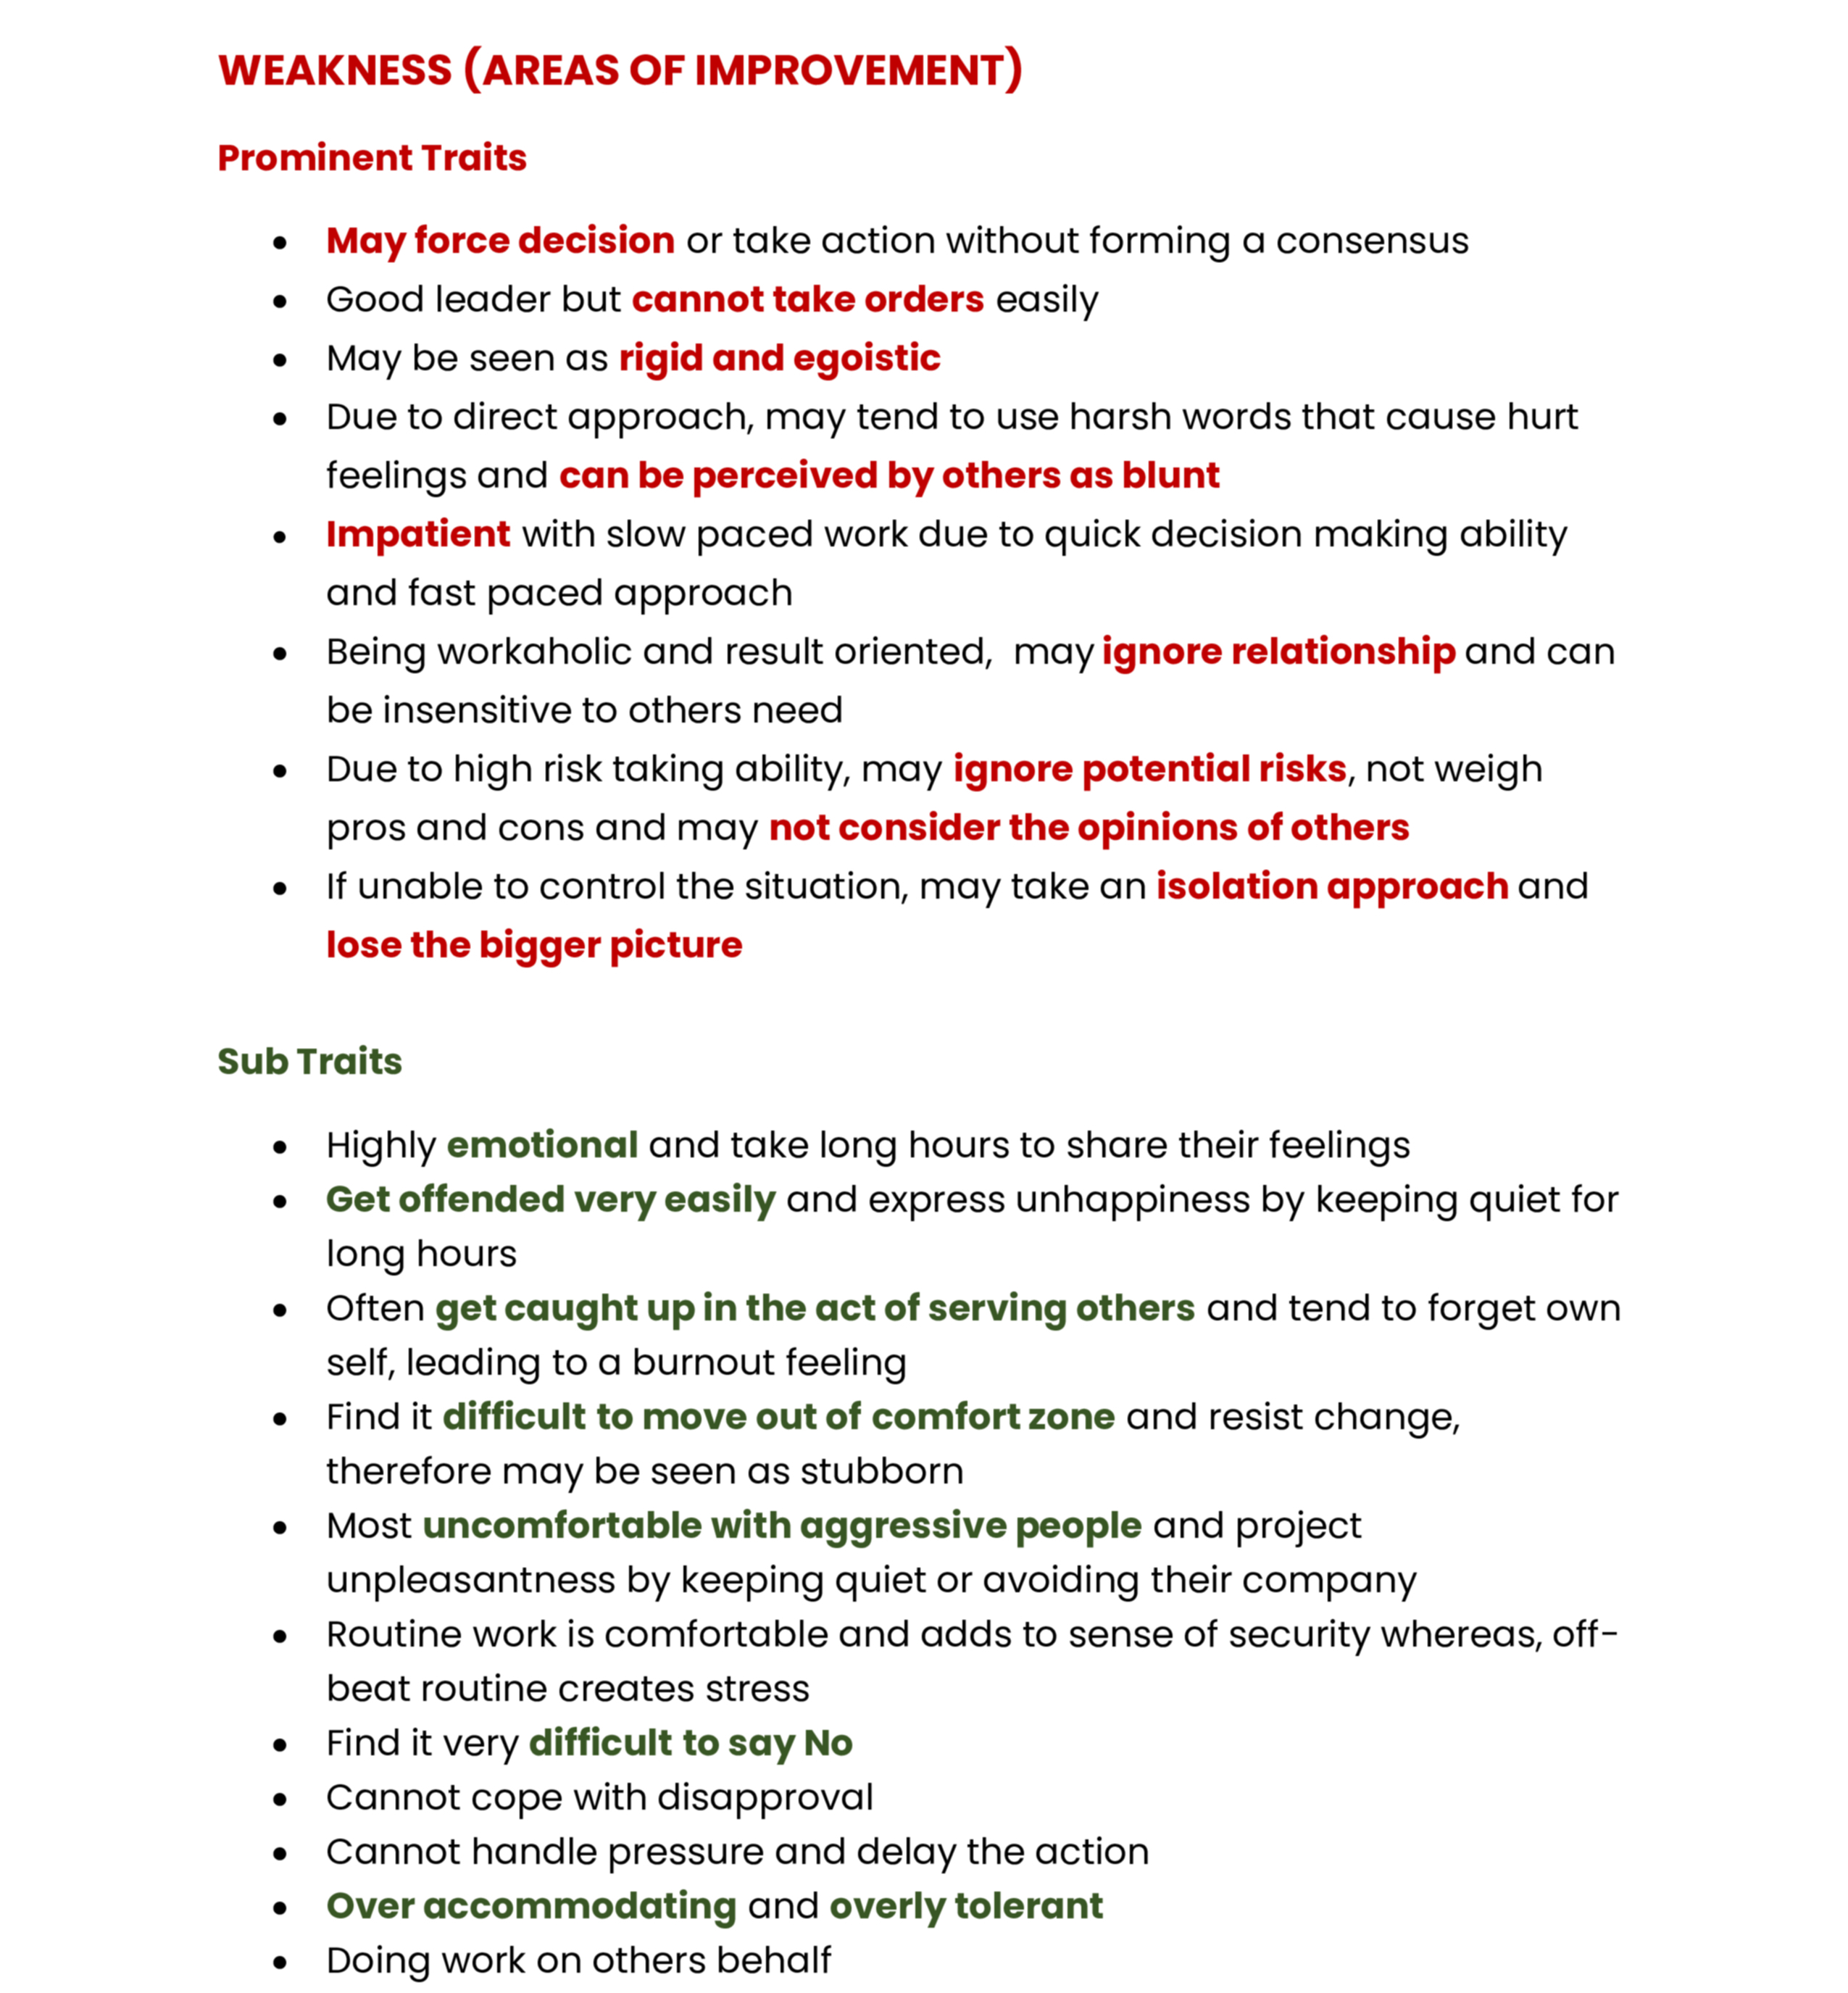 WEAKNESS (AREAS OF IMPROVEMENT)
Prominent Traits
• May force decision or take action without forming a consensus
• Good leader but cannot take orders easily
• May be seen as rigid and egoistic
• Due to direct approach, may tend to use harsh words that cause hurt
feelings and can be perceived by others as blunt
• Impatient with slow paced work due to quick decision making ability
and fast paced approach
• Being workaholic and result oriented, may ignore relationship and can
be insensitive to others need
• Due to high risk taking ability, may ignore potential risks, not weigh
pros and cons and may not consider the opinions of others
• If unable to control the situation, may take an isolation approach and
lose the bigger picture
Sub Traits
• Highly emotional and take long hours to share their feelings
• Get offended very easily and express unhappiness by keeping quiet for
long hours
• Often get caught up in the act of serving others and tend to forget own
self, leading to a burnout feeling
• Find it difficult to move out of comfort zone and resist change,
therefore may be seen as stubborn
• Most uncomfortable with aggressive people and project
unpleasantness by keeping quiet or avoiding their company
• Routine work is comfortable and adds to sense of security whereas, off-
beat routine creates stress
• Find it very difficult to say No
• Cannot cope with disapproval
• Cannot handle pressure and delay the action
• Over accommodating and overly tolerant
• Doing work on others behalf